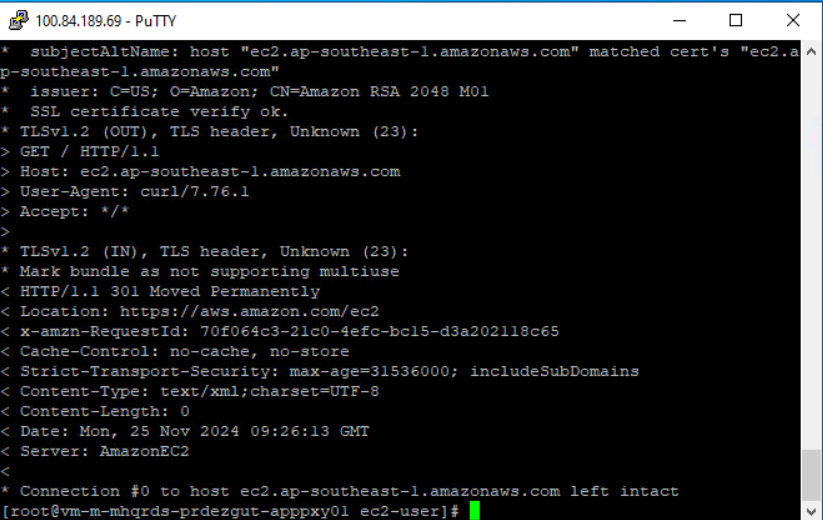 100.84.189.69 - PuTTY
*   subjectAltName: host "ec2.ap-southeast-1.amazonaws.com" matched cert's "ec2.a
p-southeast-1.amazonaws.com"
*   issuer: C=US; O=Amazon; CN=Amazon RSA 2048 M01
*   SSL certificate verify ok.
* TLSv1.2 (OUT), TLS header, Unknown (23):
> GET / HTTP/1.1
> Host: ec2.ap-southeast-1.amazonaws.com
> User-Agent: curl/7.76.1
> Accept: */*
>
* TLSv1.2 (IN), TLS header, Unknown (23):
* Mark bundle as not supporting multiuse
< HTTP/1.1 301 Moved Permanently
< Location: https://aws.amazon.com/ec2
< x-amzn-RequestId: 70f064c3-21c0-4efc-bc15-d3a202118c65
< Cache-Control: no-cache, no-store
< Strict-Transport-Security: max-age=31536000; includeSubDomains
< Content-Type: text/xml;charset=UTF-8
< Content-Length: 0
< Date: Mon, 25 Nov 2024 09:26:13 GMT
< Server: AmazonEC2
<
* Connection #0 to host ec2.ap-southeast-1.amazonaws.com left intact
[root@vm-m-mhqrds-prdezgut-apppxy01 ec2-user]#